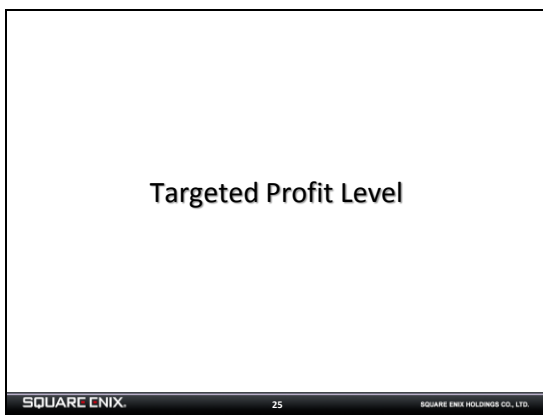 Targeted Profit Level
SQUARE ENIX.
25
SQUARE ENIX HOLDINGS CO., LTD.